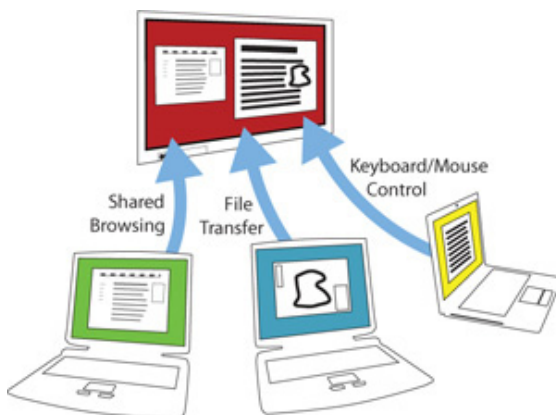 Shared
Browsing
File
Transfer
Keyboard/Mouse
Control